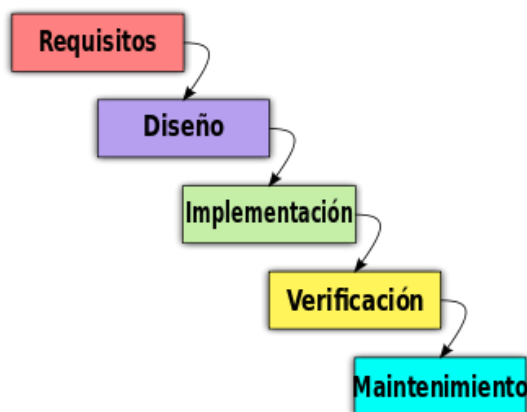 Requisitos
Diseño
Implementación
Verificación
Maintenimiento